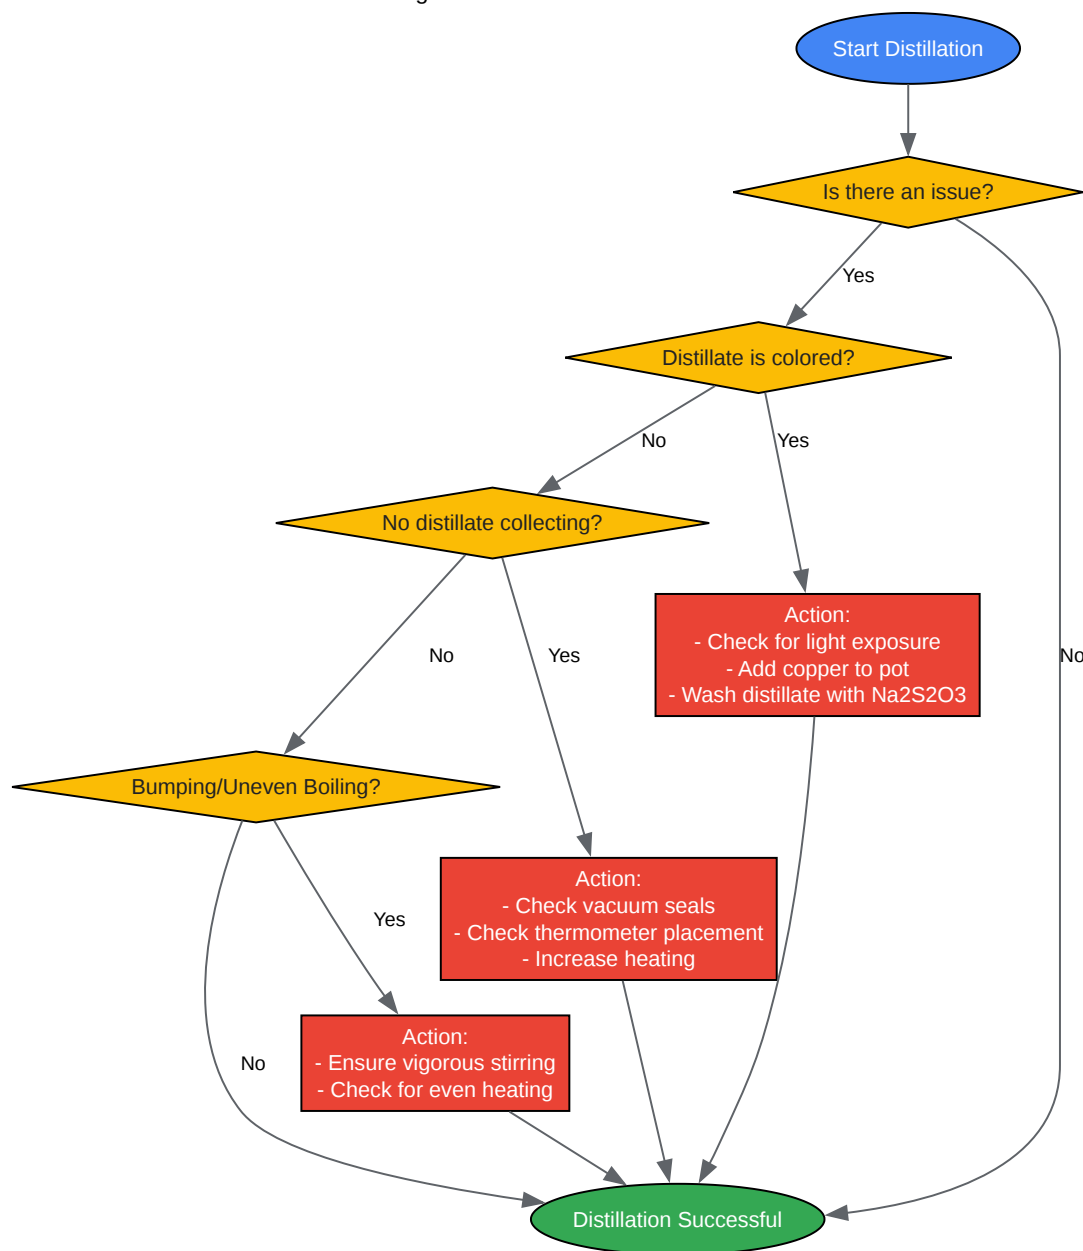 Start Distillation
Is there an issue?
Yes
Distillate is colored?
No
Yes
No distillate collecting?
Action:
- Check for light exposure
- Add copper to pot
- Wash distillate with Na2S2O3
No
Yes
No
Bumping/Uneven Boiling?
Action:
- Check vacuum seals
- Check thermometer placement
- Increase heating
Yes
Action:
- Ensure vigorous stirring
- Check for even heating
No
Distillation Successful